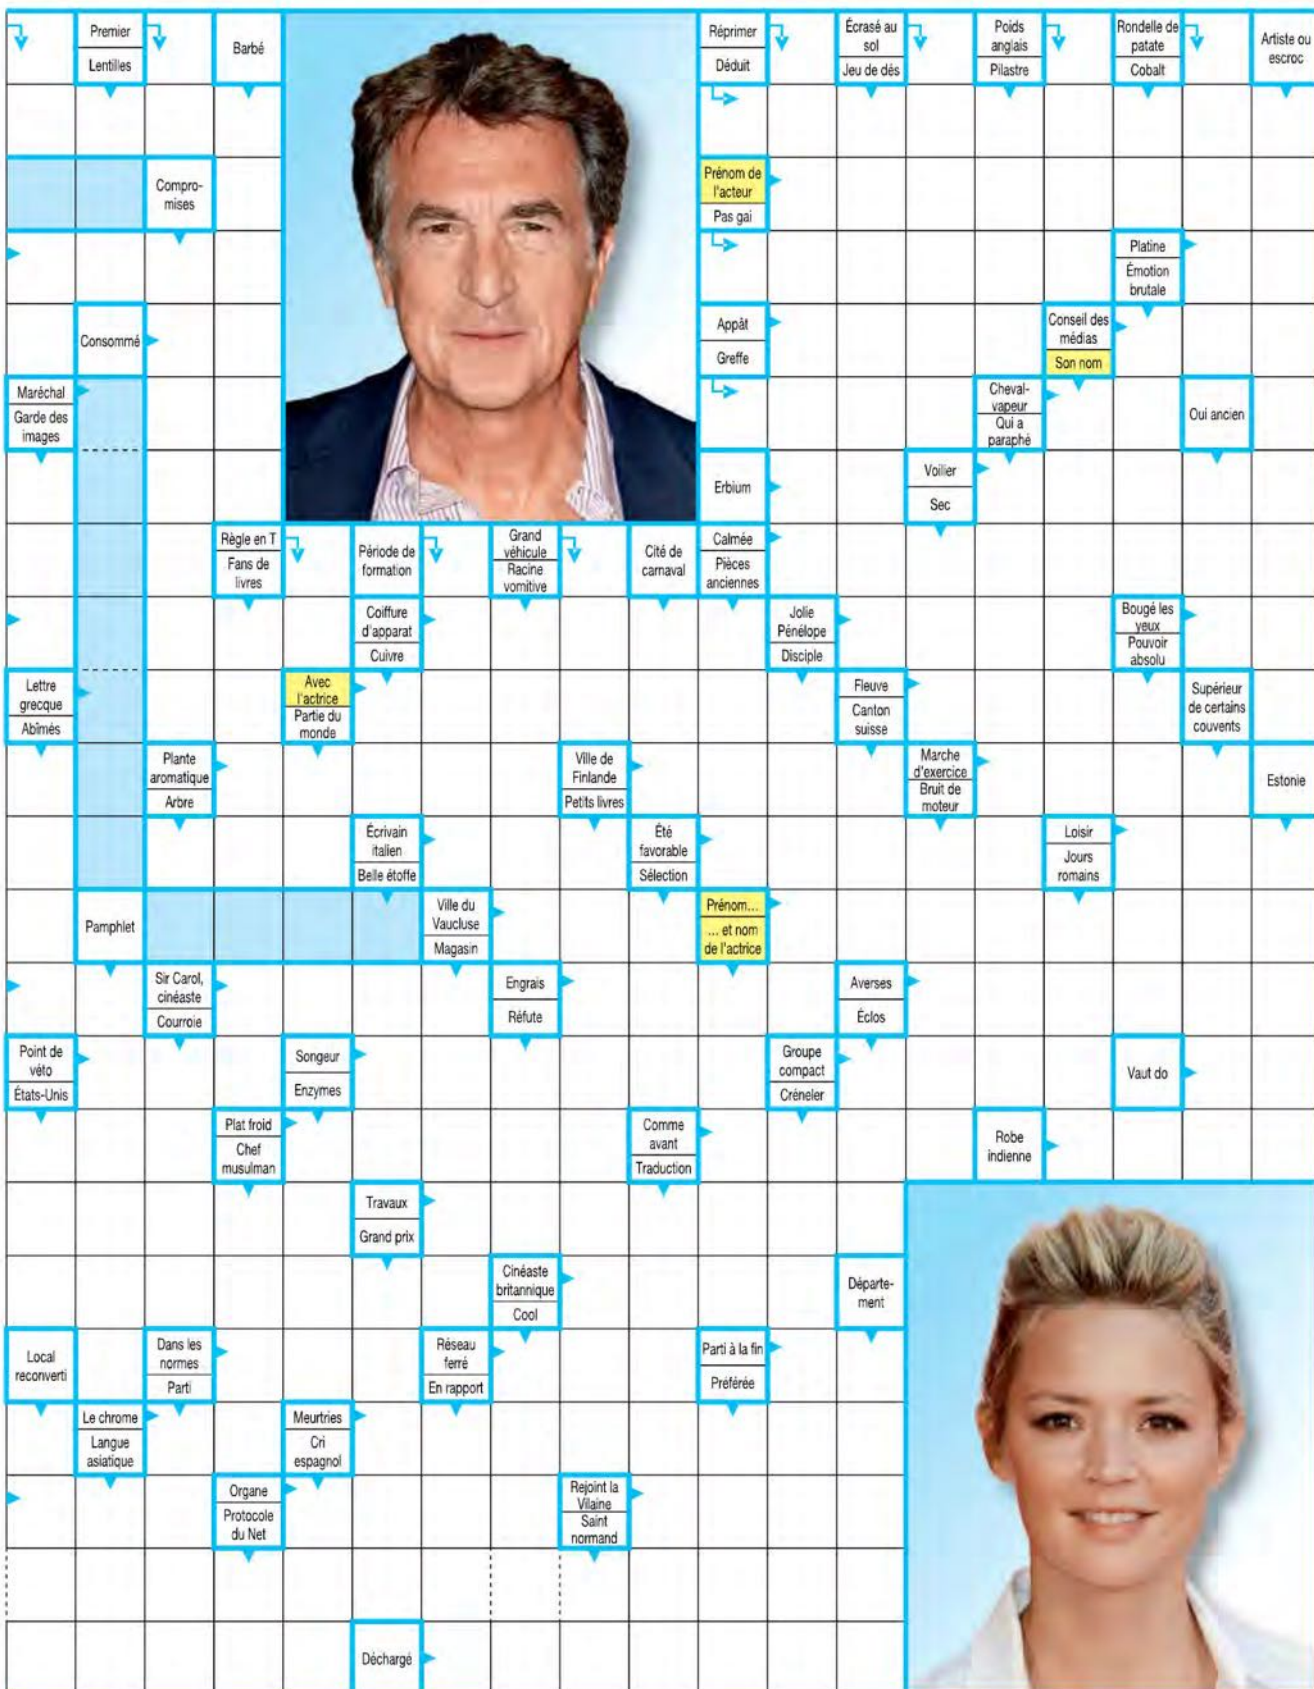 Premier
Lentilles
Barbé
Réprimer
Déduit
Écrasé au
sol
Jeu de dés
Poids
anglais
Pilastre
Rondelle de
patate
Cobalt
Artiste ou
escroc
Compro-
mises
Prénom de
l'acteur
Pas gai
Platine
Émotion
brutale
Consommé
Appât
Greffe
Conseil des
médias
Son nom
Maréchal
Garde des
images
Cheval-
vapeur
Qui a
paraphé
Oui ancien
Erbium
Voilier
Sec
Règle en T
Fans de
livres
Période de
formation
Grand
véhicule
Racine
vomitive
Cité de
carnaval
Calmée
Pièces
anciennes
Coiffure
d'apparat
Cuivre
Jolie
Pénélope
Disciple
Bougé les
yeux
Pouvoir
absolu
Lettre
grecque
Abîmés
Avec
l'actrice
Partie du
monde
Fleuve
Canton
suisse
Supérieur
de certains
couvents
Plante
aromatique
Arbre
Ville de
Finlande
Petits livres
Marche
d'exercice
Bruit de
moteur
Estonie
Écrivain
italien
Belle étoffe
Été
favorable
Sélection
Loisir
Jours
romains
Pamphlet
Ville du
Vaucluse
Magasin
Prénom...
... et nom
de l'actrice
Sir Carol,
cinéaste
Courroie
Engrais
Réfute
Averses
Éclos
Point de
véto
États-Unis
Songeur
Enzymes
Groupe
compact
Créneler
Vaut do
Plat froid
Chef
musulman
Comme
avant
Traduction
Robe
indienne
Travaux
Grand prix
Cinéaste
britannique
Cool
Départe-
ment
Local
reconverti
Dans les
normes
Parti
Réseau
ferré
En rapport
Parti à la fin
Préférée
Le chrome
Langue
asiatique
Meurtries
Cri
espagnol
Organe
Protocole
du Net
Rejoint la
Vilaine
Saint
normand
Déchargé